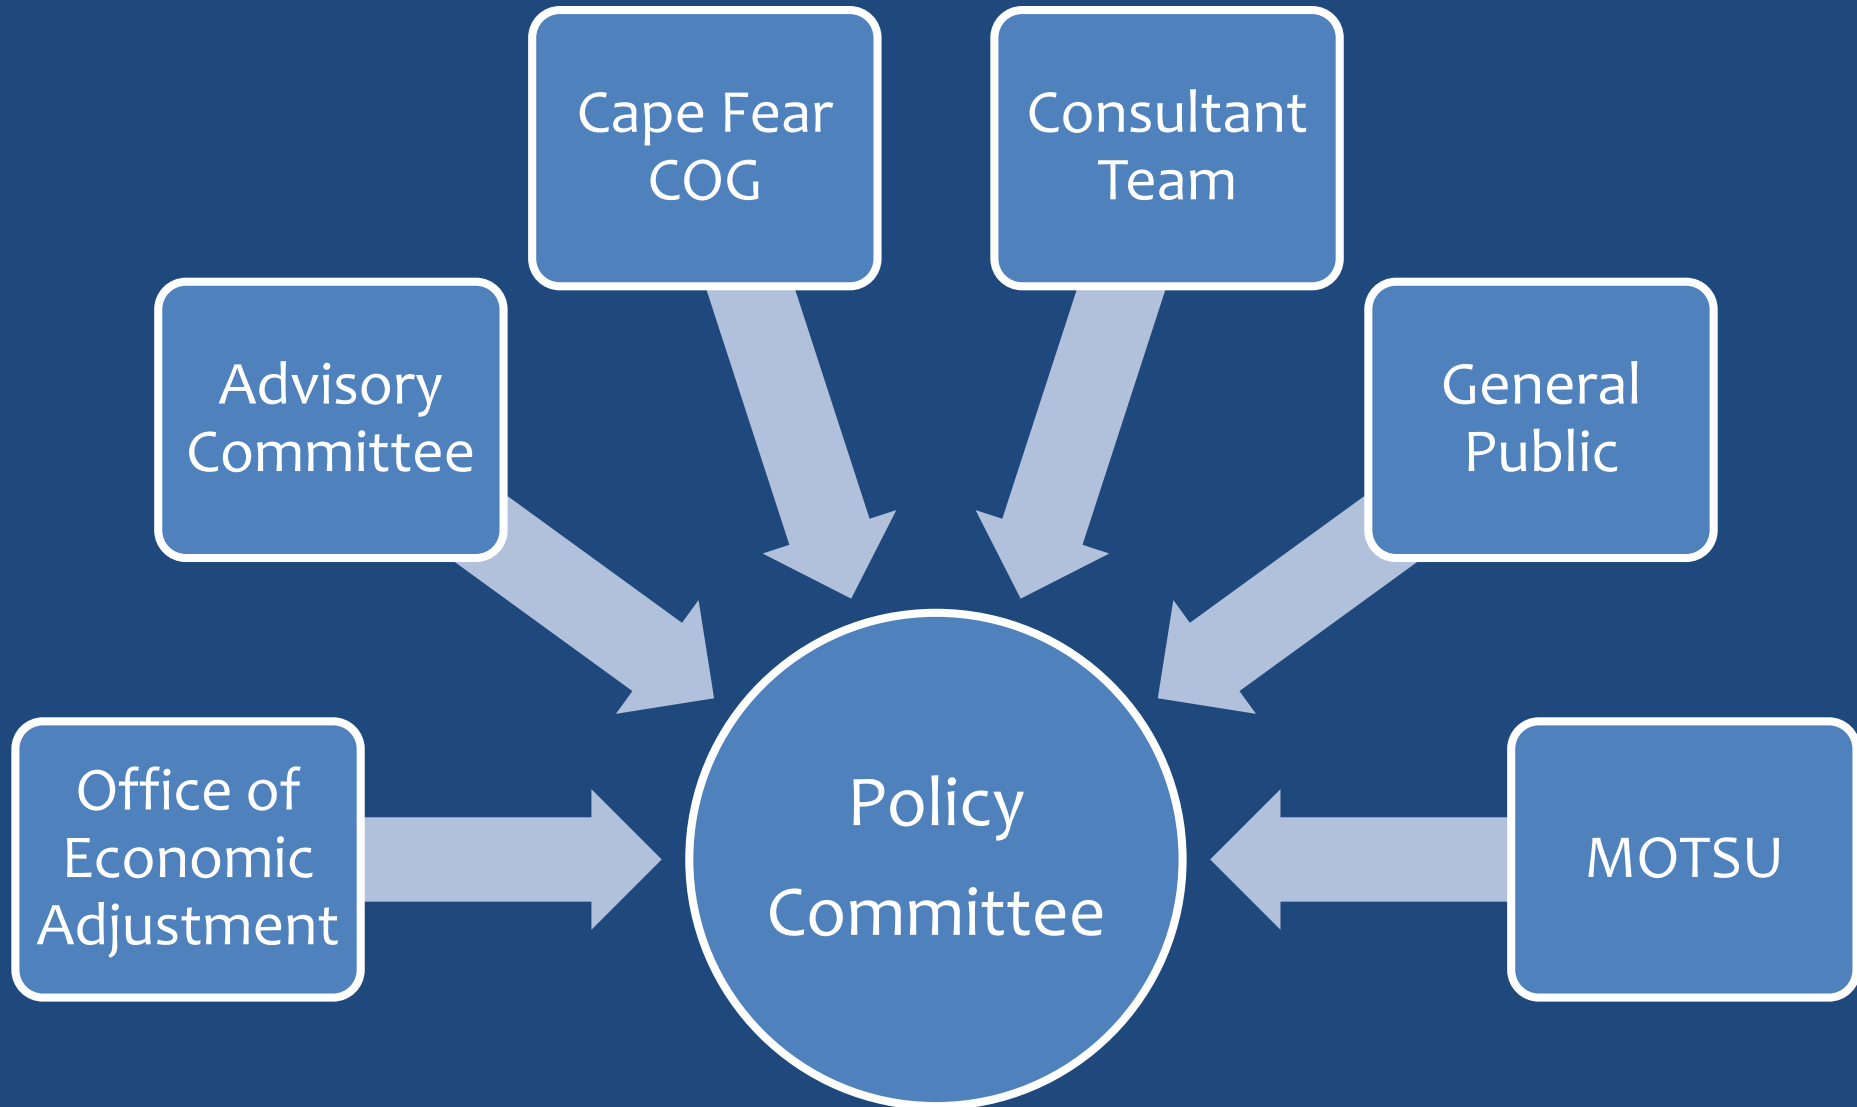 Cape Fear
COG
Consultant
Team
Advisory
Committee
General
Public
Office of
Economic
Adjustment
Policy
Committee
MOTSU